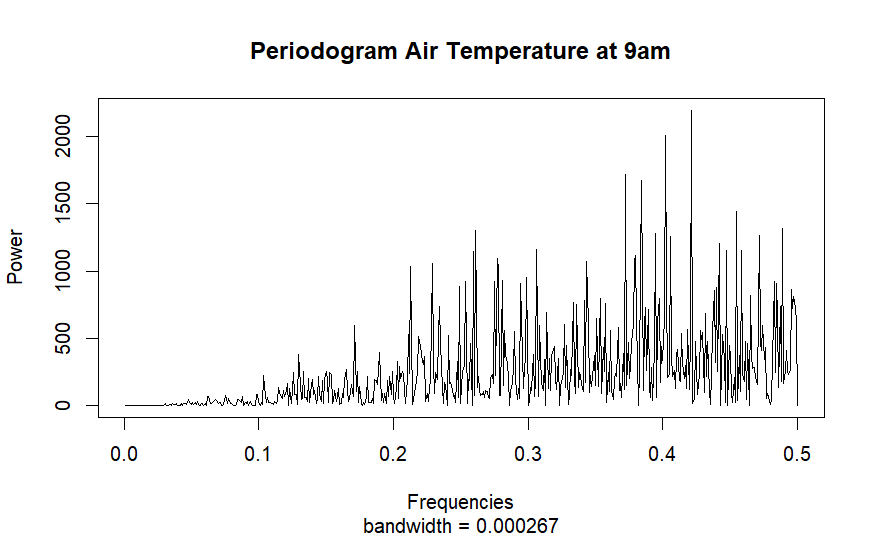 Periodogram Air Temperature at 9am
2000
1500
1000
500
0
Power
0.0 0.1 0.2 0.3 0.4 0.5
Frequencies
bandwidth = 0.000267